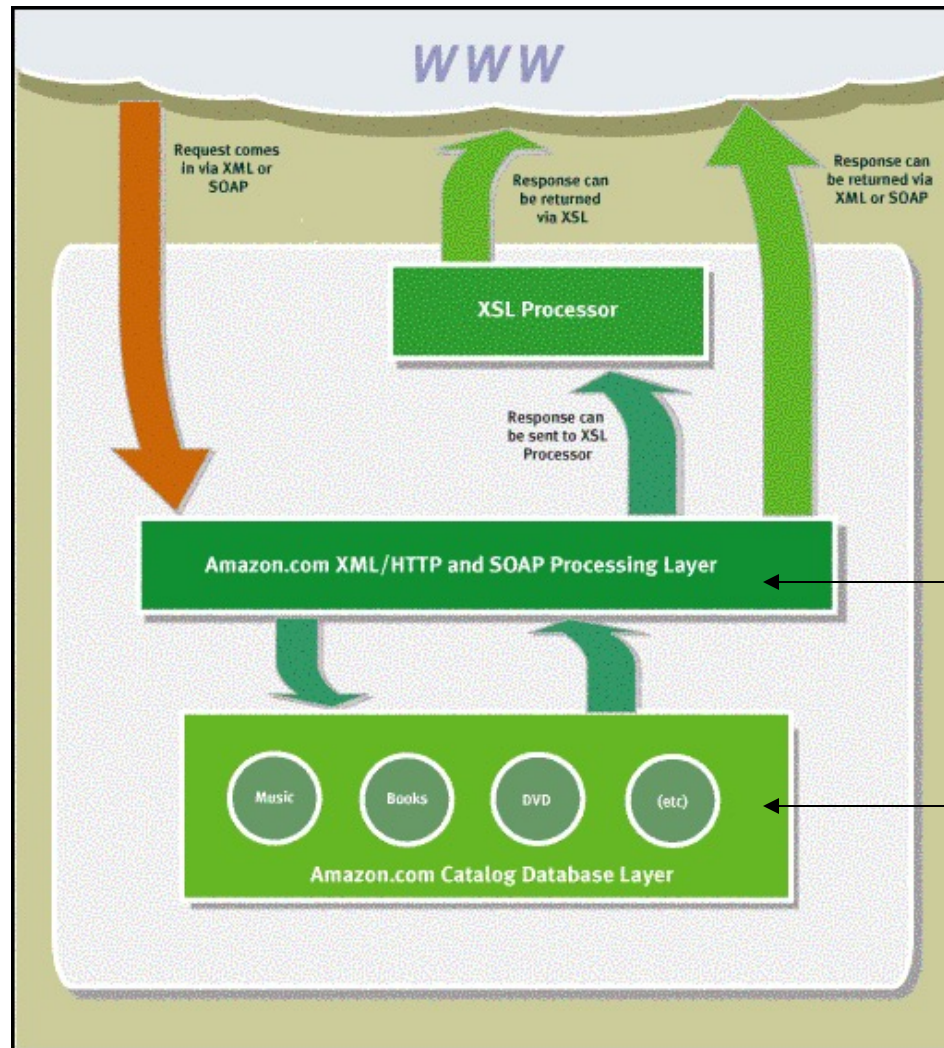 WWW
Request comes
in via XML or
SOAP
Response can
be returned
via XSL
Response can
be returned via
XML or SOAP
XSL Processor
Response can
be sent to XSL
Processor
Amazon.com XML/HTTP and SOAP Processing Layer
Music
Books
DVD
(etc)
Amazon.com Catalog Database Layer